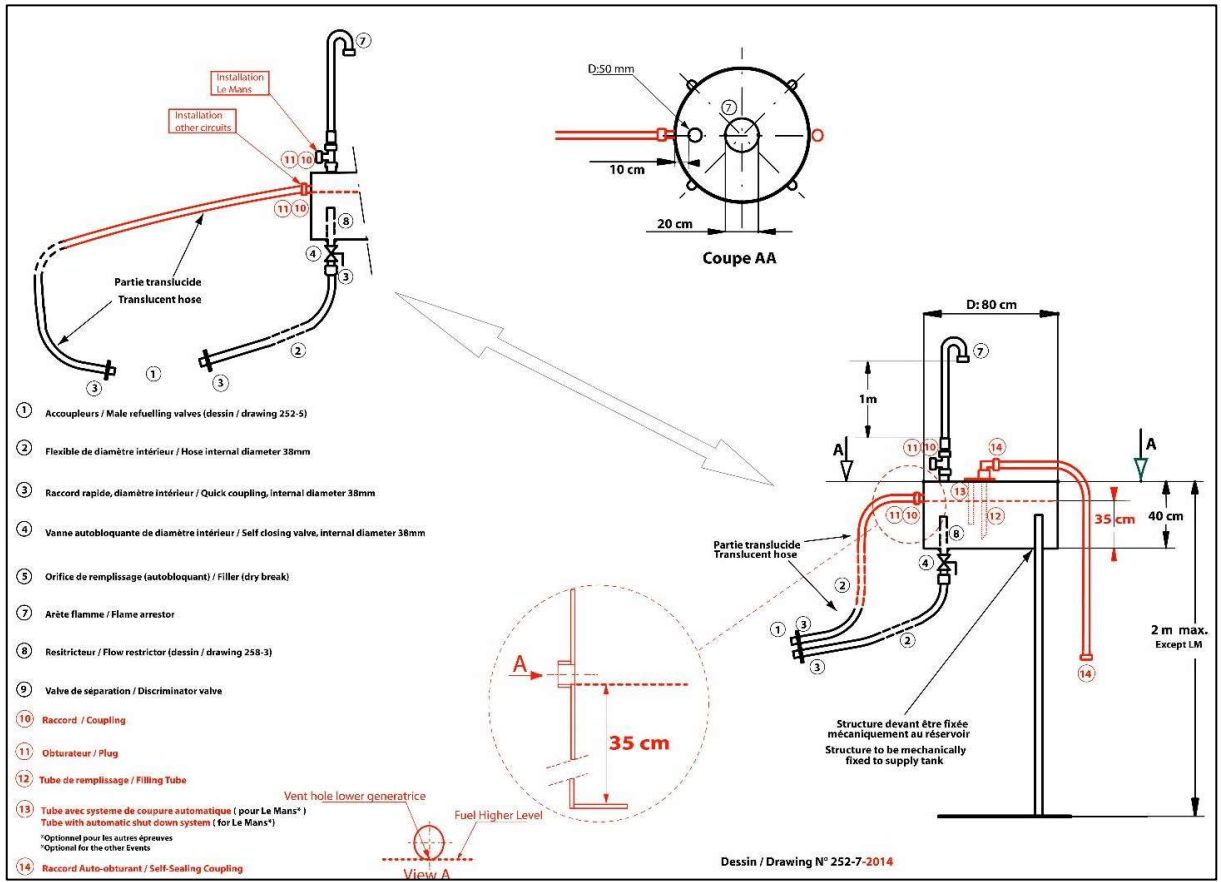 7
Installation
Le Mans
Installation
other circuits
11 10
11 10
8
4
3
Partie translucide
Translucent hose
2
3
1
3
D:50 mm
7
10 cm
20 cm
Coupe AA
D: 80 cm
7
1m
A
11 10
14
A
13
12
11 10
8
35 cm
40 cm
Partie translucide
Translucent hose
4
2
1
3
2
3
2 m max.
Except LM
14
Structure devant être fixée
mécaniquement au réservoir
Structure to be mechanically
fixed to supply tank
1 Accoupleurs / Male refuelling valves (dessin / drawing 252-5)
2 Flexible de diamètre intérieur / Hose internal diameter 38mm
3 Raccord rapide, diamètre intérieur / Quick coupling, internal diameter 38mm
4 Vanne autobloquante de diamètre intérieur / Self closing valve, internal diameter 38mm
5 Orifice de remplissage (autobloquant) / Filler (dry break)
7 Arète flamme / Flame arrestor
8 Resitricteur / Flow restrictor (dessin / drawing 258-3)
9 Valve de séparation / Discriminator valve
10 Raccord / Coupling
11 Obturateur / Plug
12 Tube de remplissage / Filling Tube
13 Tube avec systeme de coupure automatique ( pour Le Mans* )
Tube with automatic shut down system ( for Le Mans*)
*Optionnel pour les autres épreuves
*Optional for the other Events
14 Raccord Auto-obturant / Self-Sealing Coupling
A
35 cm
Vent hole lower generatrice
Fuel Higher Level
View A
Dessin / Drawing N° 252-7-2014